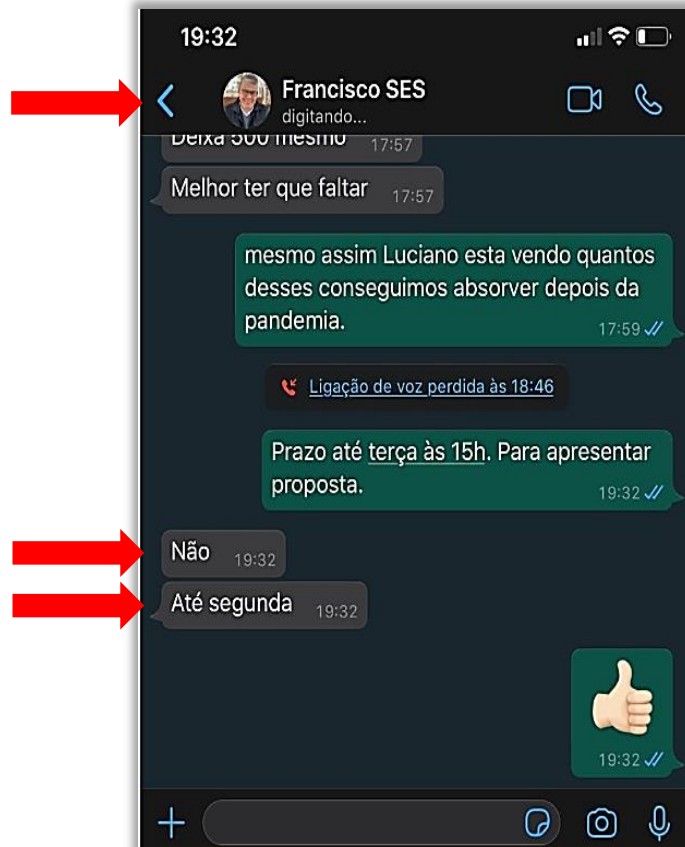 19:32
Francisco SES
digitando...
Deixa 500 mesmo 17:57
Melhor ter que faltar 17:57
mesmo assim Luciano esta vendo quantos
desses conseguimos absorver depois da
pandemia. 17:59
Ligação de voz perdida às 18:46
Prazo até terça às 15h. Para apresentar
proposta. 19:32
Não 19:32
Até segunda 19:32
19:32